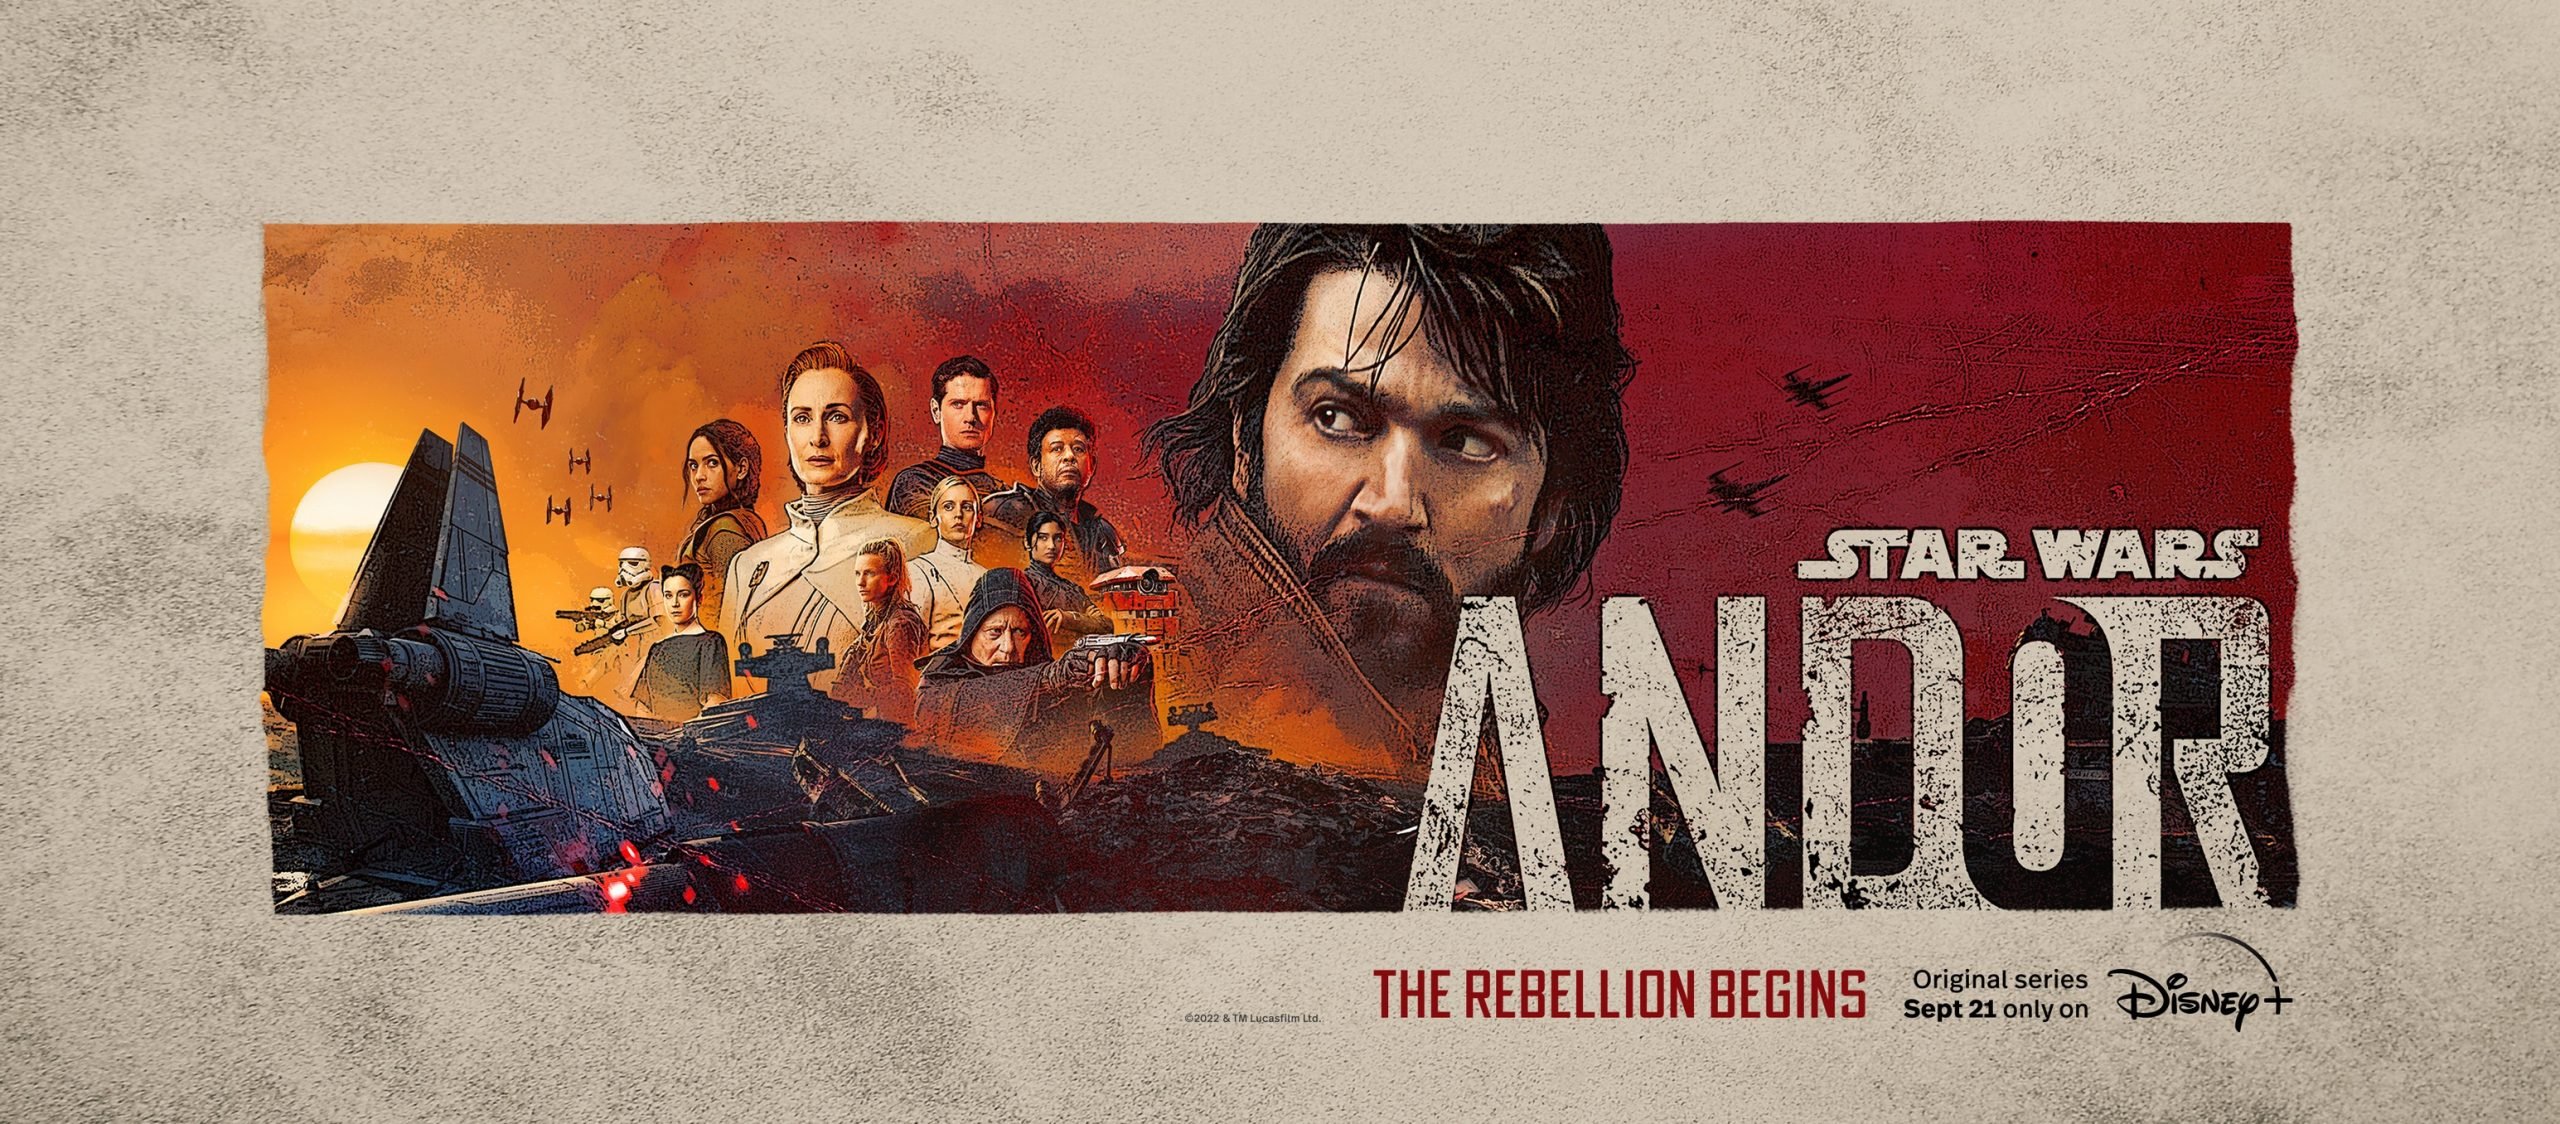 STAR WARS
ANDOR
THE REBELLION BEGINS
Original series
Sept 21 only on
Disney+
©2022 & TM Lucasfilm Ltd.